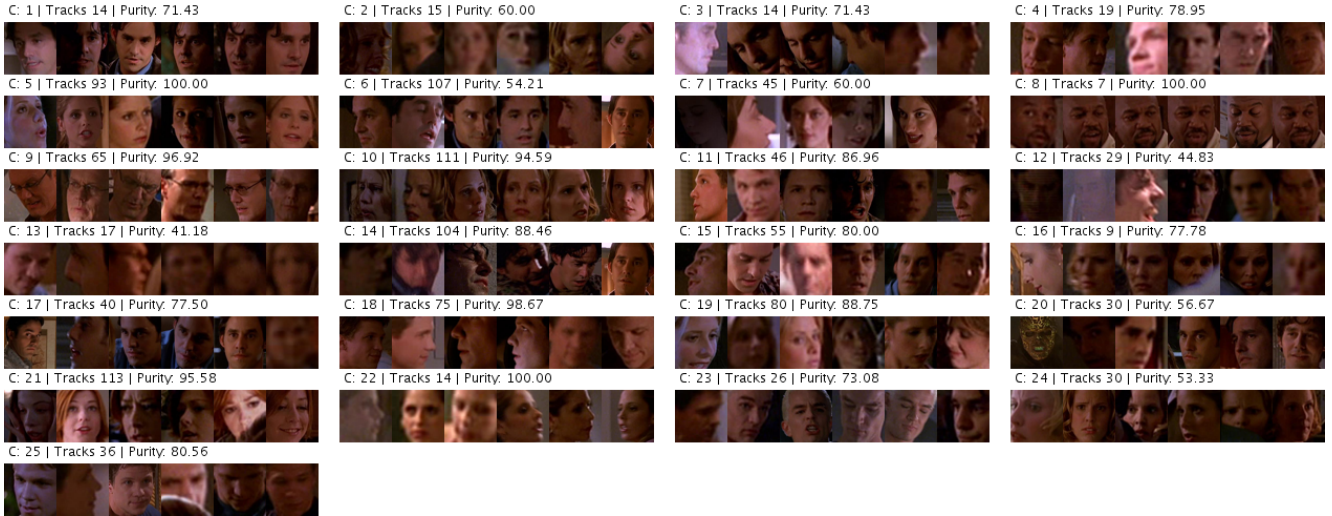 C: 1 | Tracks 14 | Purity: 71.43
C: 2 | Tracks 15 | Purity: 60.00
C: 3 | Tracks 14 | Purity: 71.43
C: 4 | Tracks 19 | Purity: 78.95
C: 5 | Tracks 93 | Purity: 100.00
C: 6 | Tracks 107 | Purity: 54.21
C: 7 | Tracks 45 | Purity: 60.00
C: 8 | Tracks 7 | Purity: 100.00
C: 9 | Tracks 65 | Purity: 96.92
C: 10 | Tracks 111 | Purity: 94.59
C: 11 | Tracks 46 | Purity: 86.96
C: 12 | Tracks 29 | Purity: 44.83
C: 13 | Tracks 17 | Purity: 41.18
C: 14 | Tracks 104 | Purity: 88.46
C: 15 | Tracks 55 | Purity: 80.00
C: 16 | Tracks 9 | Purity: 77.78
C: 17 | Tracks 40 | Purity: 77.50
C: 18 | Tracks 75 | Purity: 98.67
C: 19 | Tracks 80 | Purity: 88.75
C: 20 | Tracks 30 | Purity: 56.67
C: 21 | Tracks 113 | Purity: 95.58
C: 22 | Tracks 14 | Purity: 100.00
C: 23 | Tracks 26 | Purity: 73.08
C: 24 | Tracks 30 | Purity: 53.33
C: 25 | Tracks 36 | Purity: 80.56